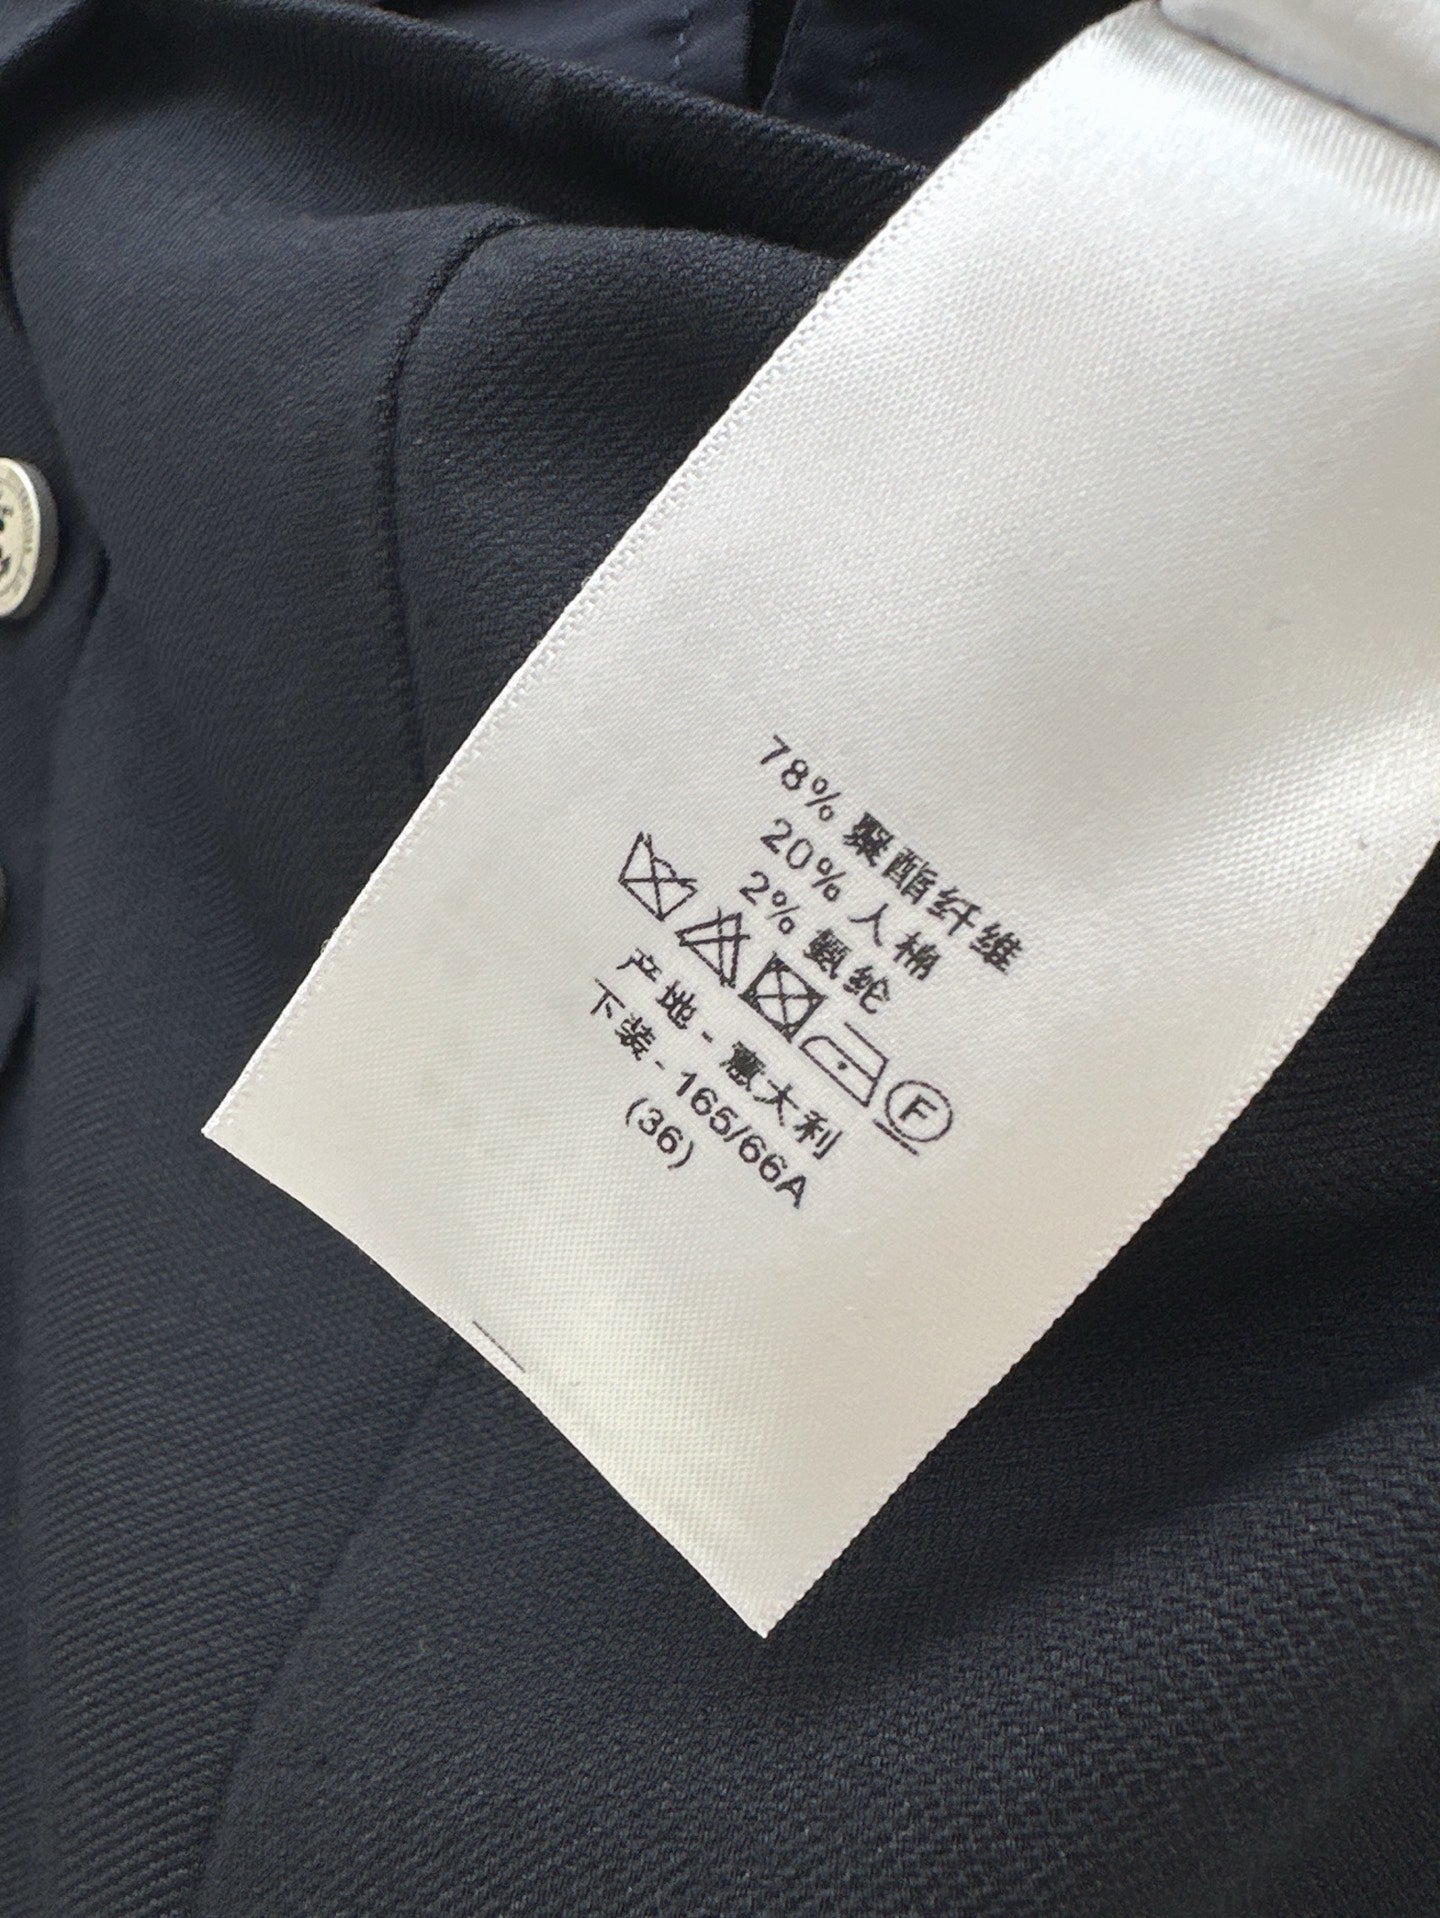 78% 聚酯纤维
20% 人棉
2% 氨纶
F
产地 - 意大利
下装 - 165/66A
(36)